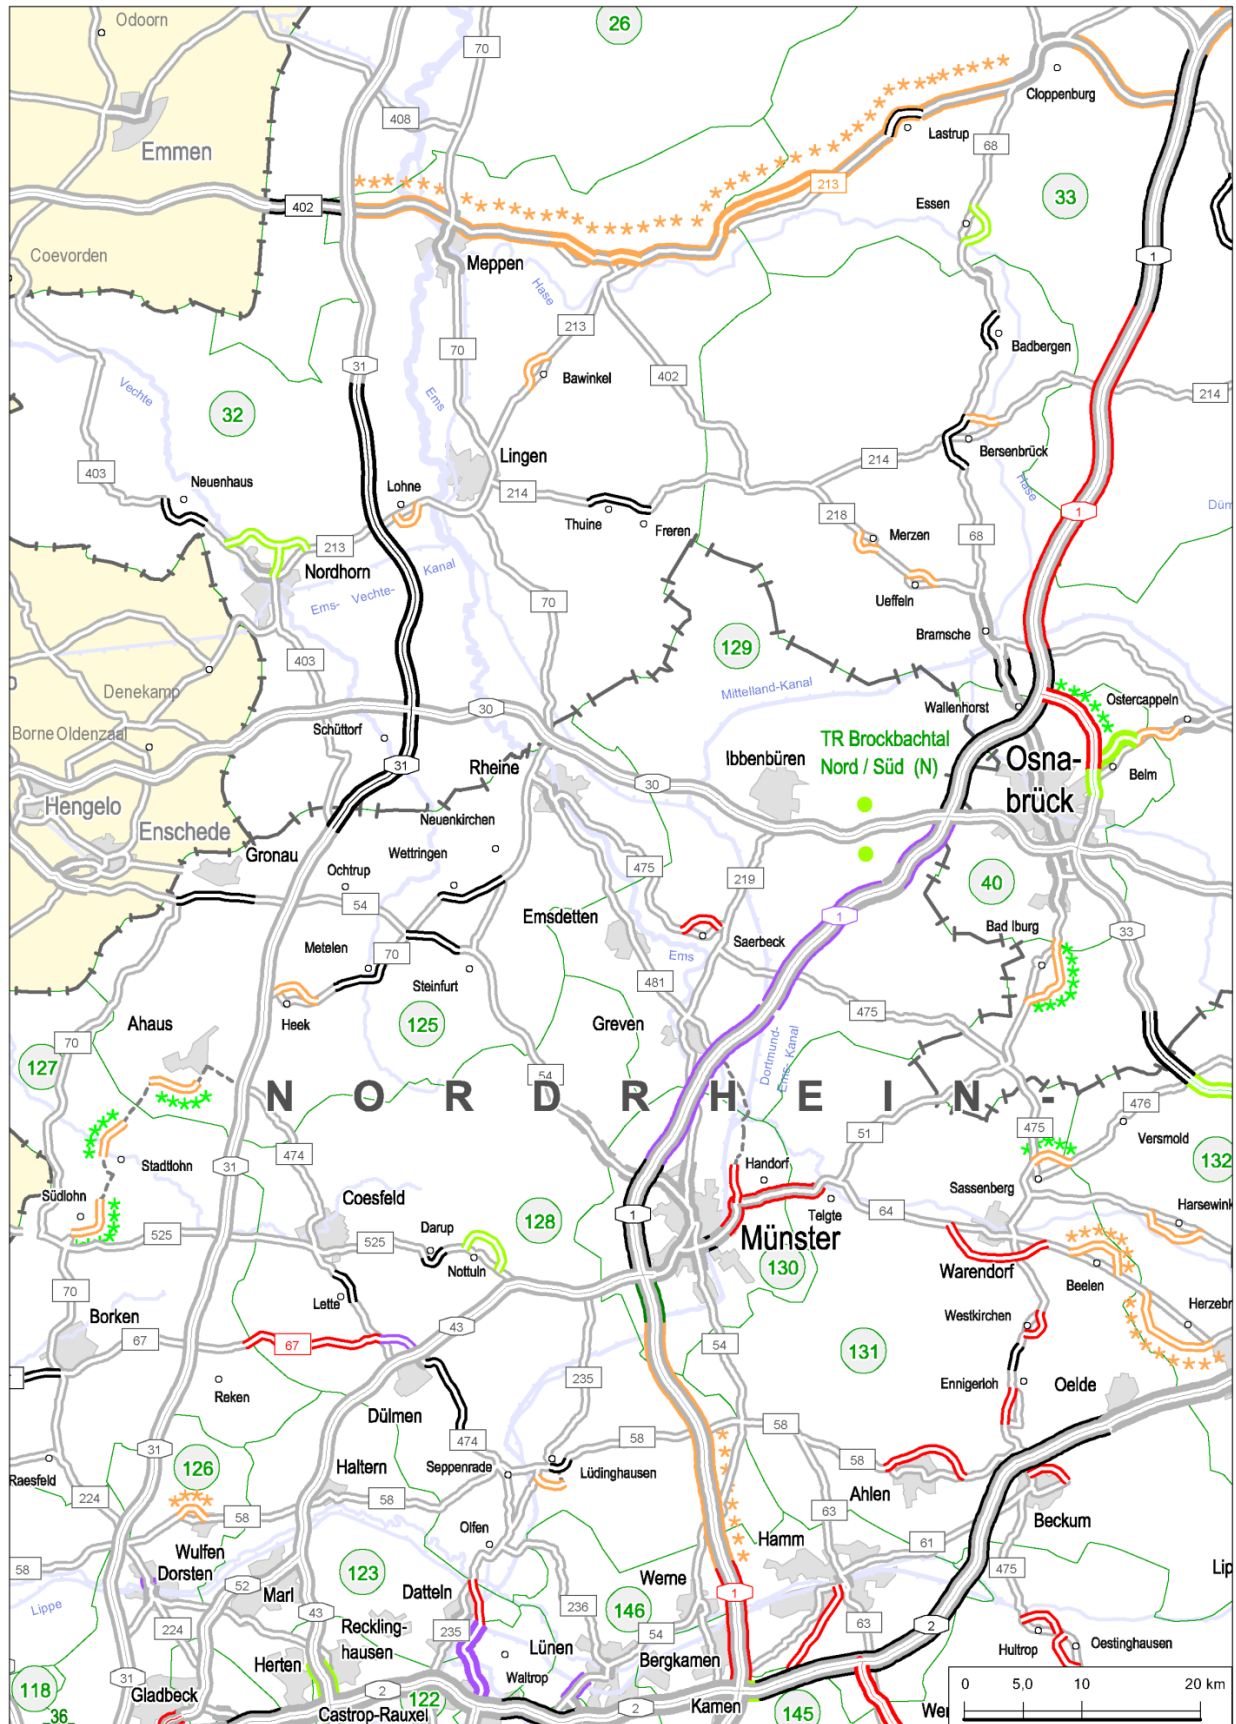 Odoorn
26
70
Cloppenburg
408
Emmen
Lastrup
68
213
33
402
Essen
Coevorden
1
Meppen
Hase
213
Badbergen
70
31
Bawinkel
402
Vechte
Ems
214
32
Bersenbrück
Lingen
214
403
Neuenhaus
Lohne
214
Hase
1
Düm
Thuine
Freren
218
Merzen
213
68
Nordhorn
Ems- Vechte- Kanal
Ueffeln
70
Bramsche
129
403
Denekamp
Mittelland-Kanal
Wallenhorst
Ostercappeln
30
Borne
Oldenzaal
Schüttorf
TR Brockbachtal
Nord / Süd (N)
Ibbenbüren
Osna-
brück
Belm
31
Rheine
30
Hengelo
Enschede
Neuenkirchen
Gronau
Wettringen
475
219
Ochtrup
40
54
Emsdetten
1
Bad Iburg
33
Metelen
70
Saerbeck
Ems
Steinfurt
481
Heek
125
475
Ahaus
Greven
70
127
Dortmund-
Ems-Kanal
54
NORDRHEIN-
476
475
Versmold
51
474
132
Stadtlohn
31
Handorf
Sassenberg
Südlohn
Coesfeld
Telgte
Harsewink
64
128
1
525
Darup
525
Münster
Nottuln
130
Warendorf
Beelen
70
Lette
Herzebr
Borken
Westkirchen
43
67
67
54
131
235
Ennigerloh
Oelde
Reken
Dülmen
58
58
31
474
Haltern
Seppenrade
Lüdinghausen
58
Raesfeld
126
Ahlen
224
58
58
63
Beckum
Olfen
Hamm
Wulfen
61
58
Dorsten
123
52
Marl
Datteln
Werne
475
Lip
Lippe
43
1
236
146
Reckling-
hausen
235
63
224
54
2
Lünen
Hultrop
Oestinghausen
Herten
Waltrop
Bergkamen
31
118
Gladbeck
2
122
2
Kamen
145
Wer
36
Castrop-Rauxel
0 5,0 10 20 km